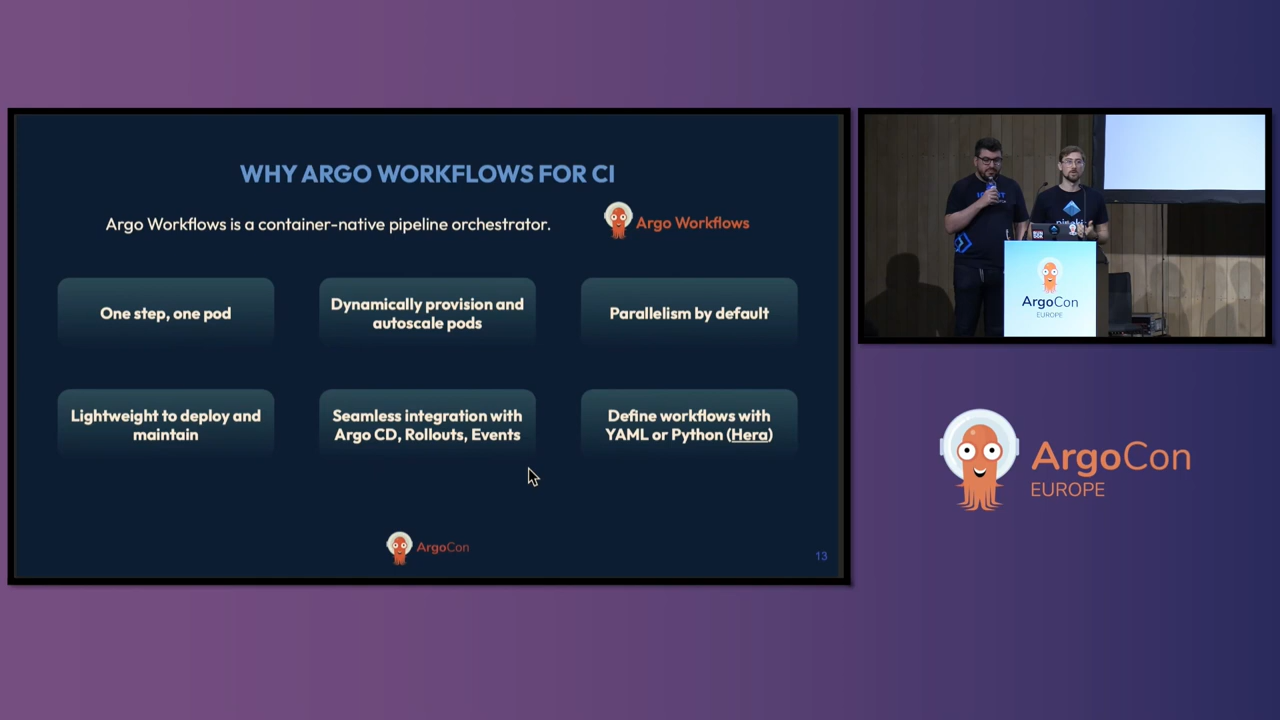 WHY ARGO WORKFLOWS FOR CI
Argo Workflows is a container-native pipeline orchestrator.
Argo Workflows
One step, one pod
Dynamically provision and
autoscale pods
Parallelism by default
Lightweight to deploy and
maintain
Seamless integration with
Argo CD, Rollouts, Events
Define workflows with
YAML or Python (Hera)
ArgoCon
13
ArgoCon
EUROPE
ArgoCon
EUROPE